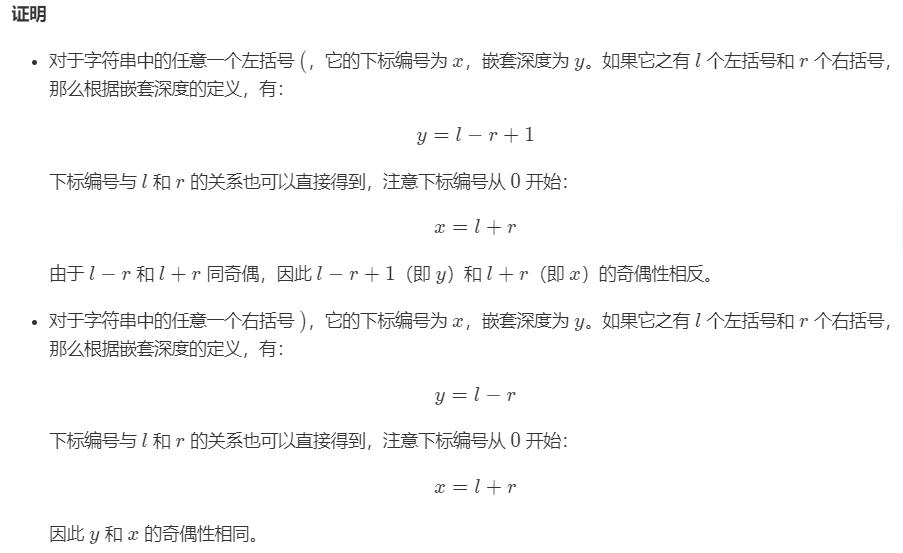 证明
• 对于字符串中的任意一个左括号 (，它的下标编号为 x，嵌套深度为 y。如果它之有 l 个左括号和 r 个右括号，
那么根据嵌套深度的定义，有：
y = l − r + 1
下标编号与 l 和 r 的关系也可以直接得到，注意下标编号从 0 开始：
x = l + r
由于 l − r 和 l + r 同奇偶，因此 l − r + 1（即 y）和 l + r（即 x）的奇偶性相反。
• 对于字符串中的任意一个右括号 )，它的下标编号为 x，嵌套深度为 y。如果它之有 l 个左括号和 r 个右括号，
那么根据嵌套深度的定义，有：
y = l − r
下标编号与 l 和 r 的关系也可以直接得到，注意下标编号从 0 开始：
x = l + r
因此 y 和 x 的奇偶性相同。